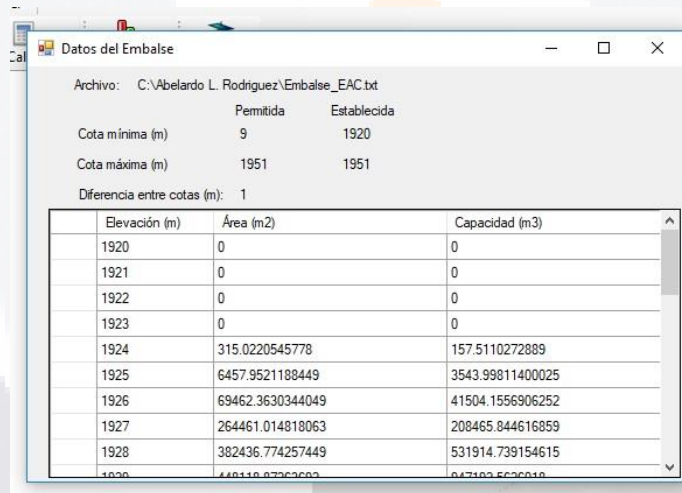 Cal
Datos del Embalse
Archivo: C:\Abelardo L. Rodriguez\Embalse_EAC.txt
Permitida Establecida
Cota mínima (m) 9 1920
Cota máxima (m) 1951 1951
Diferencia entre cotas (m): 1
Elevación (m) Área (m2) Capacidad (m3)
1920 0 0
1921 0 0
1922 0 0
1923 0 0
1924 315.0220545778 157.5110272889
1925 6457.9521188449 3543.99811400025
1926 69462.3630344049 41504.1556906252
1927 264461.014818063 208465.844616859
1928 382436.774257449 531914.739154615
1929